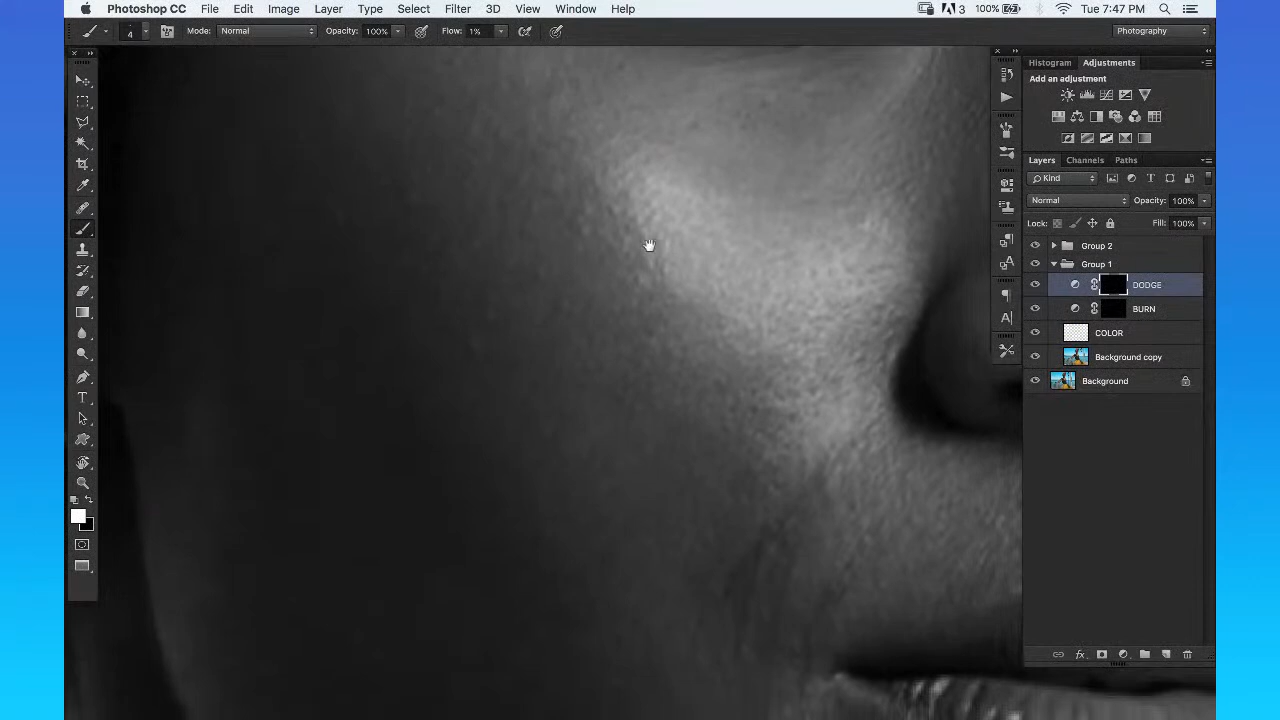 Photoshop CC File Edit Image Layer Type Select Filter 3D View Window Help 3 100% Tue 7:47 PM
4 Mode: Normal Opacity: 100% Flow: 1% Photography
Histogram Adjustments
Add an adjustment
Layers Channels Paths
Kind
Normal Opacity: 100%
Lock: Fill: 100%
Group 2
Group 1
DODGE
BURN
COLOR
Background copy
Background